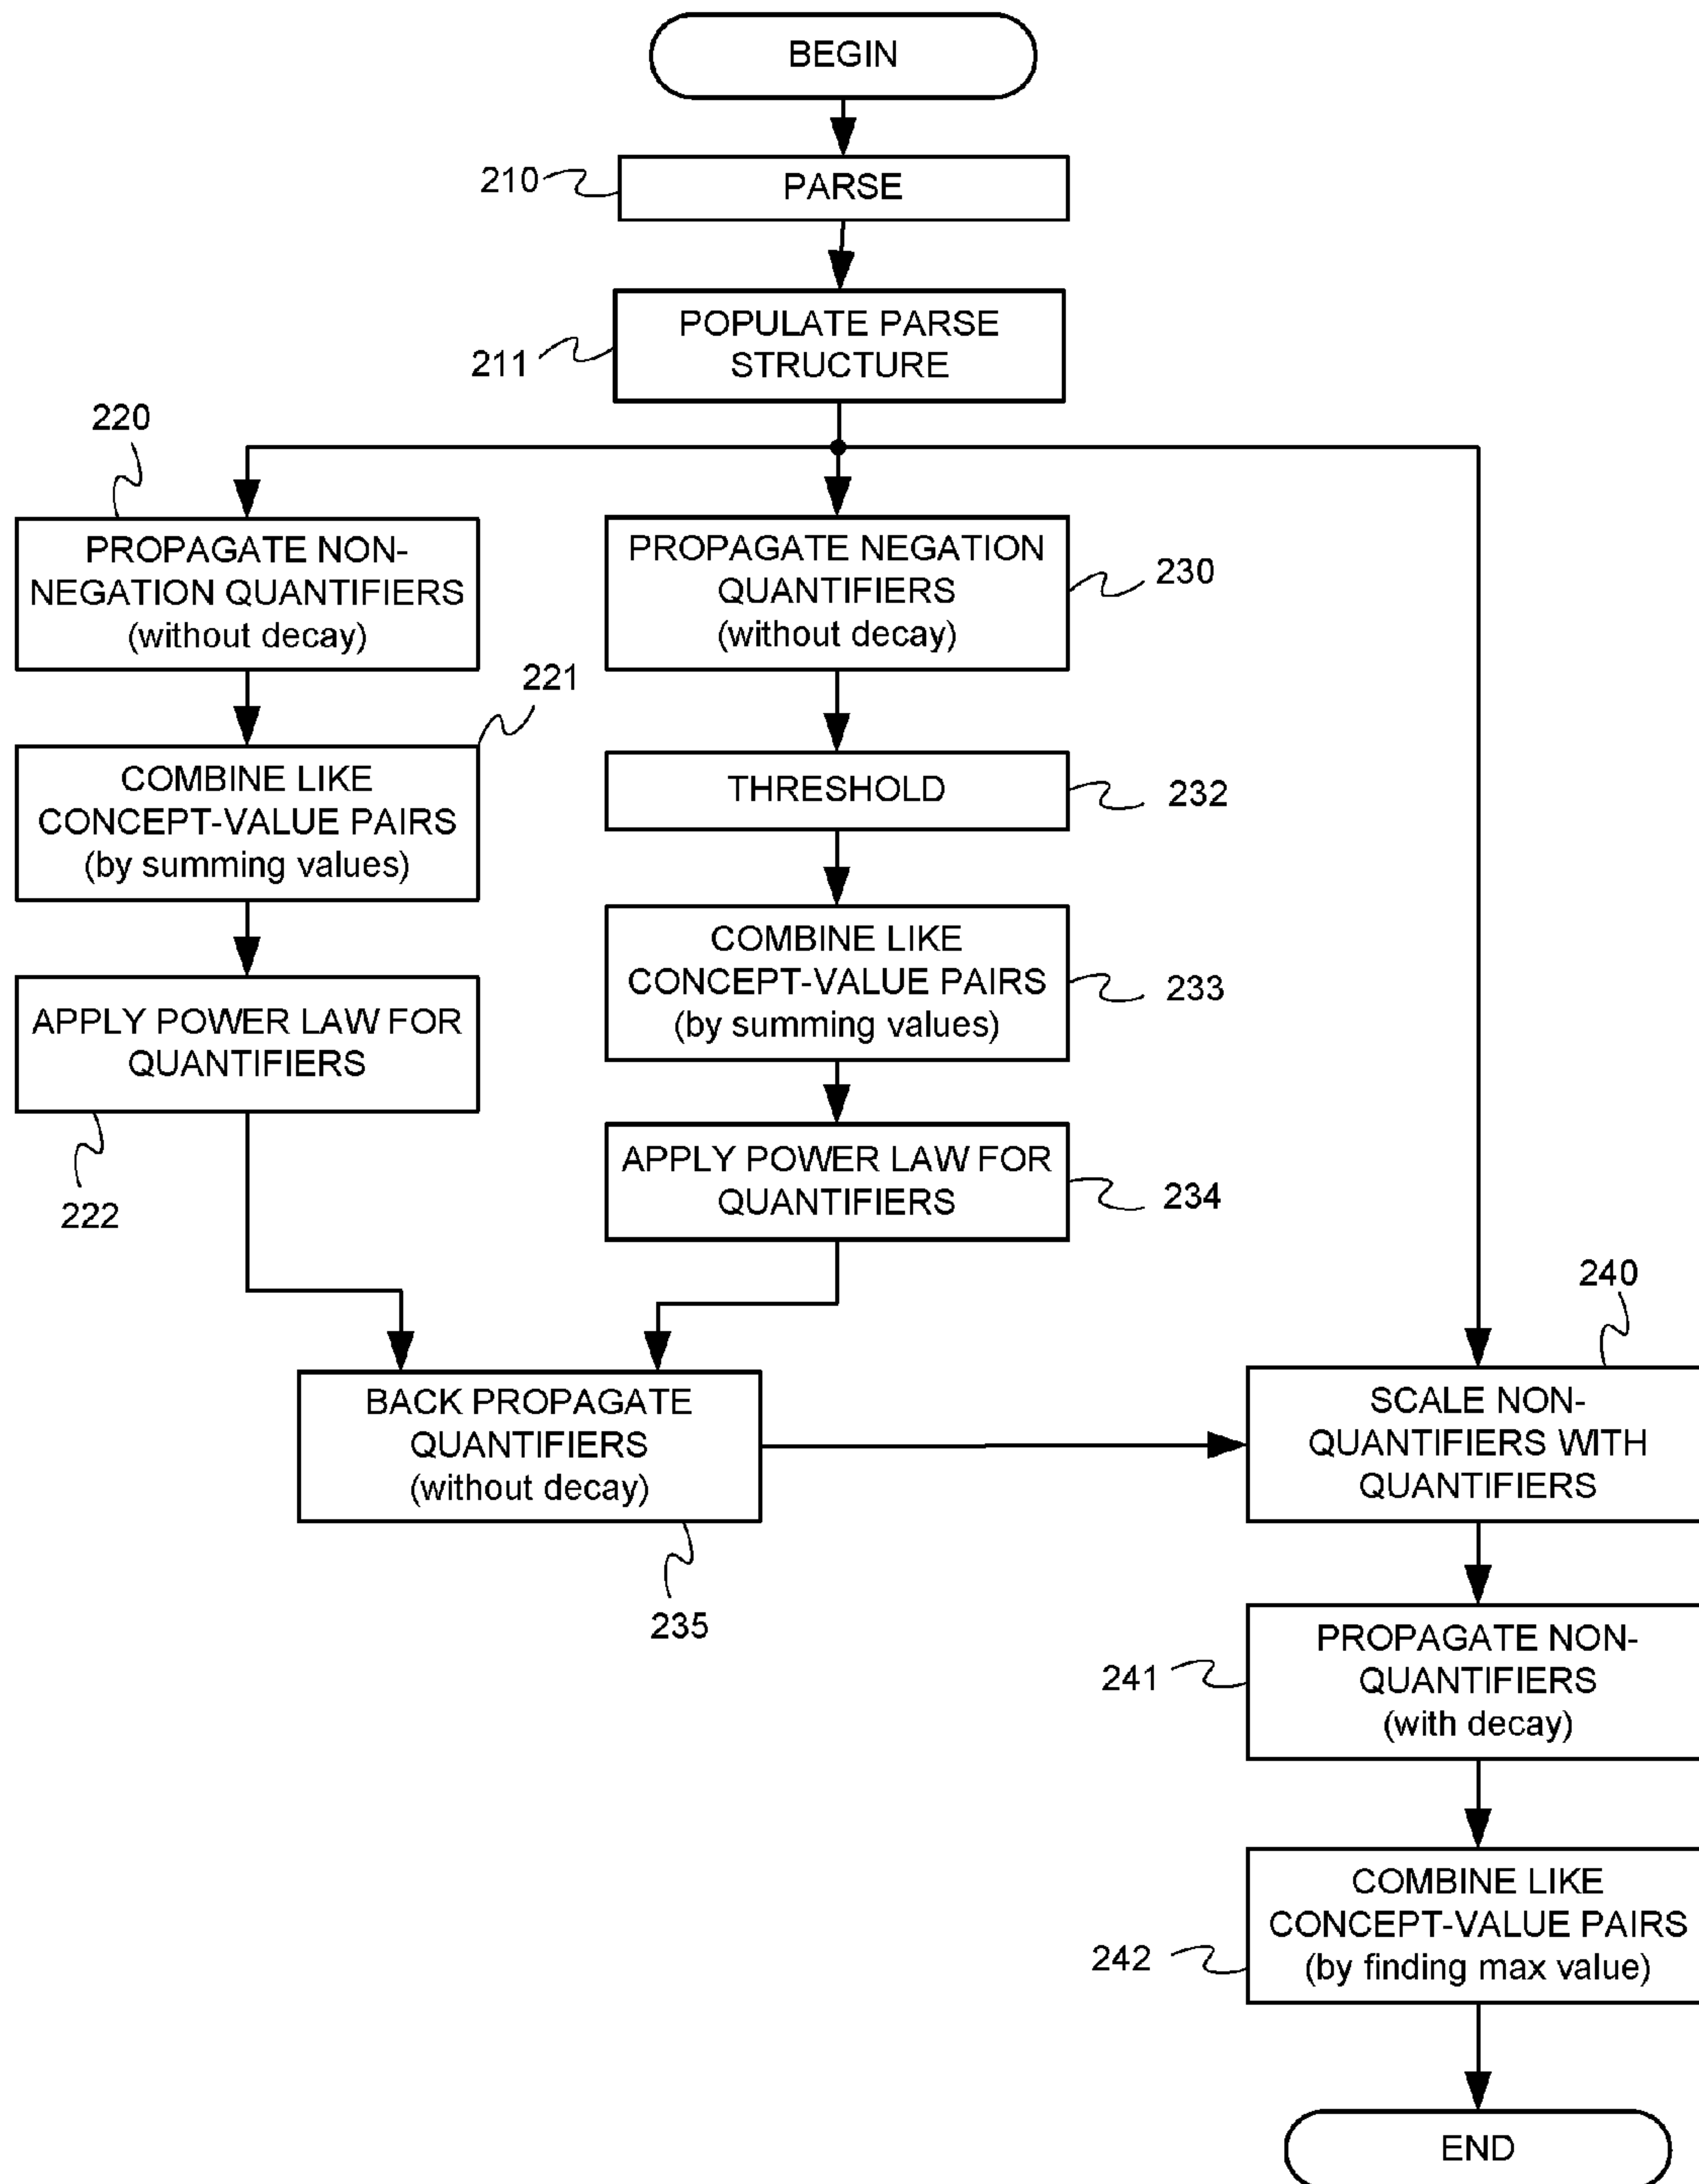 BEGIN
210
PARSE
211
POPULATE PARSE
STRUCTURE
220
PROPAGATE NON-
NEGATION QUANTIFIERS
(without decay)
221
COMBINE LIKE
CONCEPT-VALUE PAIRS
(by summing values)
APPLY POWER LAW FOR
QUANTIFIERS
222
PROPAGATE NEGATION
QUANTIFIERS
(without decay)
230
THRESHOLD
232
COMBINE LIKE
CONCEPT-VALUE PAIRS
(by summing values)
233
APPLY POWER LAW FOR
QUANTIFIERS
234
BACK PROPAGATE
QUANTIFIERS
(without decay)
235
240
SCALE NON-
QUANTIFIERS WITH
QUANTIFIERS
241
PROPAGATE NON-
QUANTIFIERS
(with decay)
242
COMBINE LIKE
CONCEPT-VALUE PAIRS
(by finding max value)
END